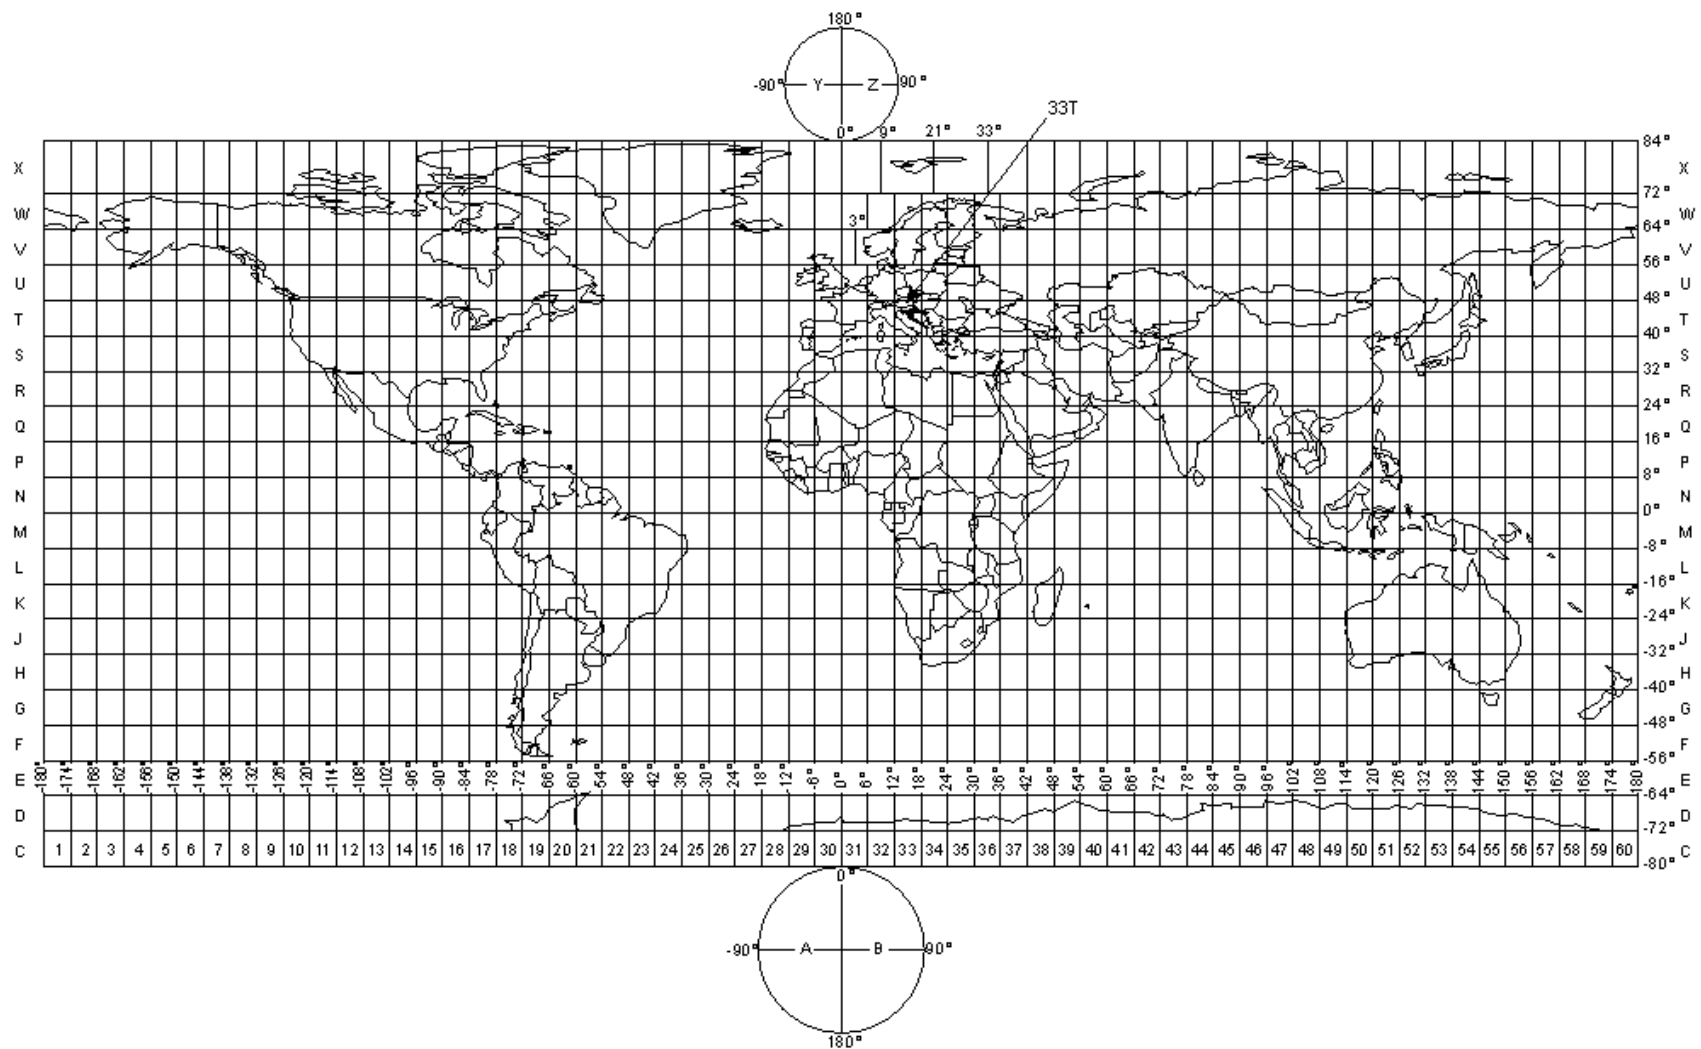 180°
-90° Y Z 90°
33T
0° 9° 21° 33°
84°
X X
72°
W W
3°
64°
V V
56°
U U
48°
T T
40°
S S
32°
R R
24°
Q Q
16°
P P
8°
N N
0°
M M
-8°
L L
-16°
K K
-24°
J J
-32°
H H
-40°
G G
-48°
F F
-56°
E -180° -174° -168° -162° -156° -150° -144° -138° -132° -126° -120° -114° -108° -102° -96° -90° -84° -78° -72° -66° -60° -54° -48° -42° -36° -30° -24° -18° -12° -6° 0° 6° 12° 18° 24° 30° 36° 42° 48° 54° 60° 66° 72° 78° 84° 90° 96° 102° 108° 114° 120° 126° 132° 138° 144° 150° 156° 162° 168° 174° 180° E
-64°
D D
-72°
C 1 2 3 4 5 6 7 8 9 10 11 12 13 14 15 16 17 18 19 20 21 22 23 24 25 26 27 28 29 30 31 32 33 34 35 36 37 38 39 40 41 42 43 44 45 46 47 48 49 50 51 52 53 54 55 56 57 58 59 60 C
-80°
0°
-90° A B 90°
180°